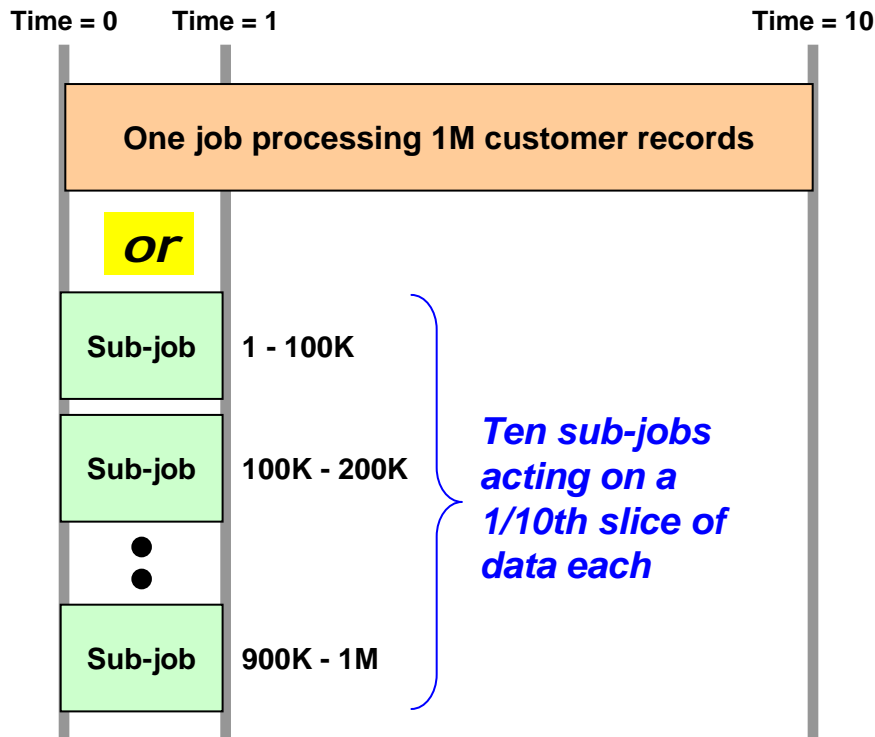 Time = 0 Time = 1 Time = 10
One job processing 1M customer records
or
Sub-job 1 - 100K
Sub-job 100K - 200K
Ten sub-jobs
acting on a
1/10th slice of
data each
Sub-job 900K - 1M